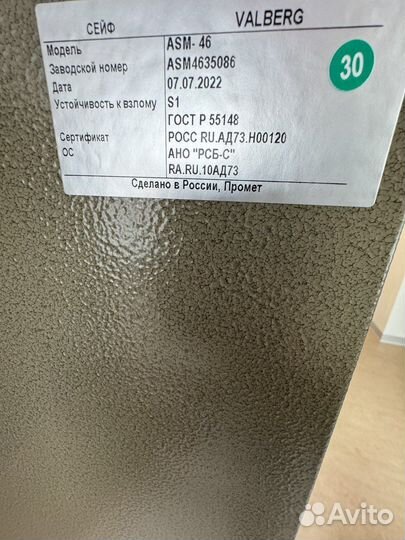 СЕЙФ VALBERG
Модель ASM- 46
Заводской номер ASM4635086
Дата 07.07.2022
Устойчивость к взлому S1
ГОСТ Р 55148
Сертификат РОСС RU.АД73.Н00120
ОС АНО "РСБ-С"
RA.RU.10АД73
Сделано в России, Промет
30
Avito